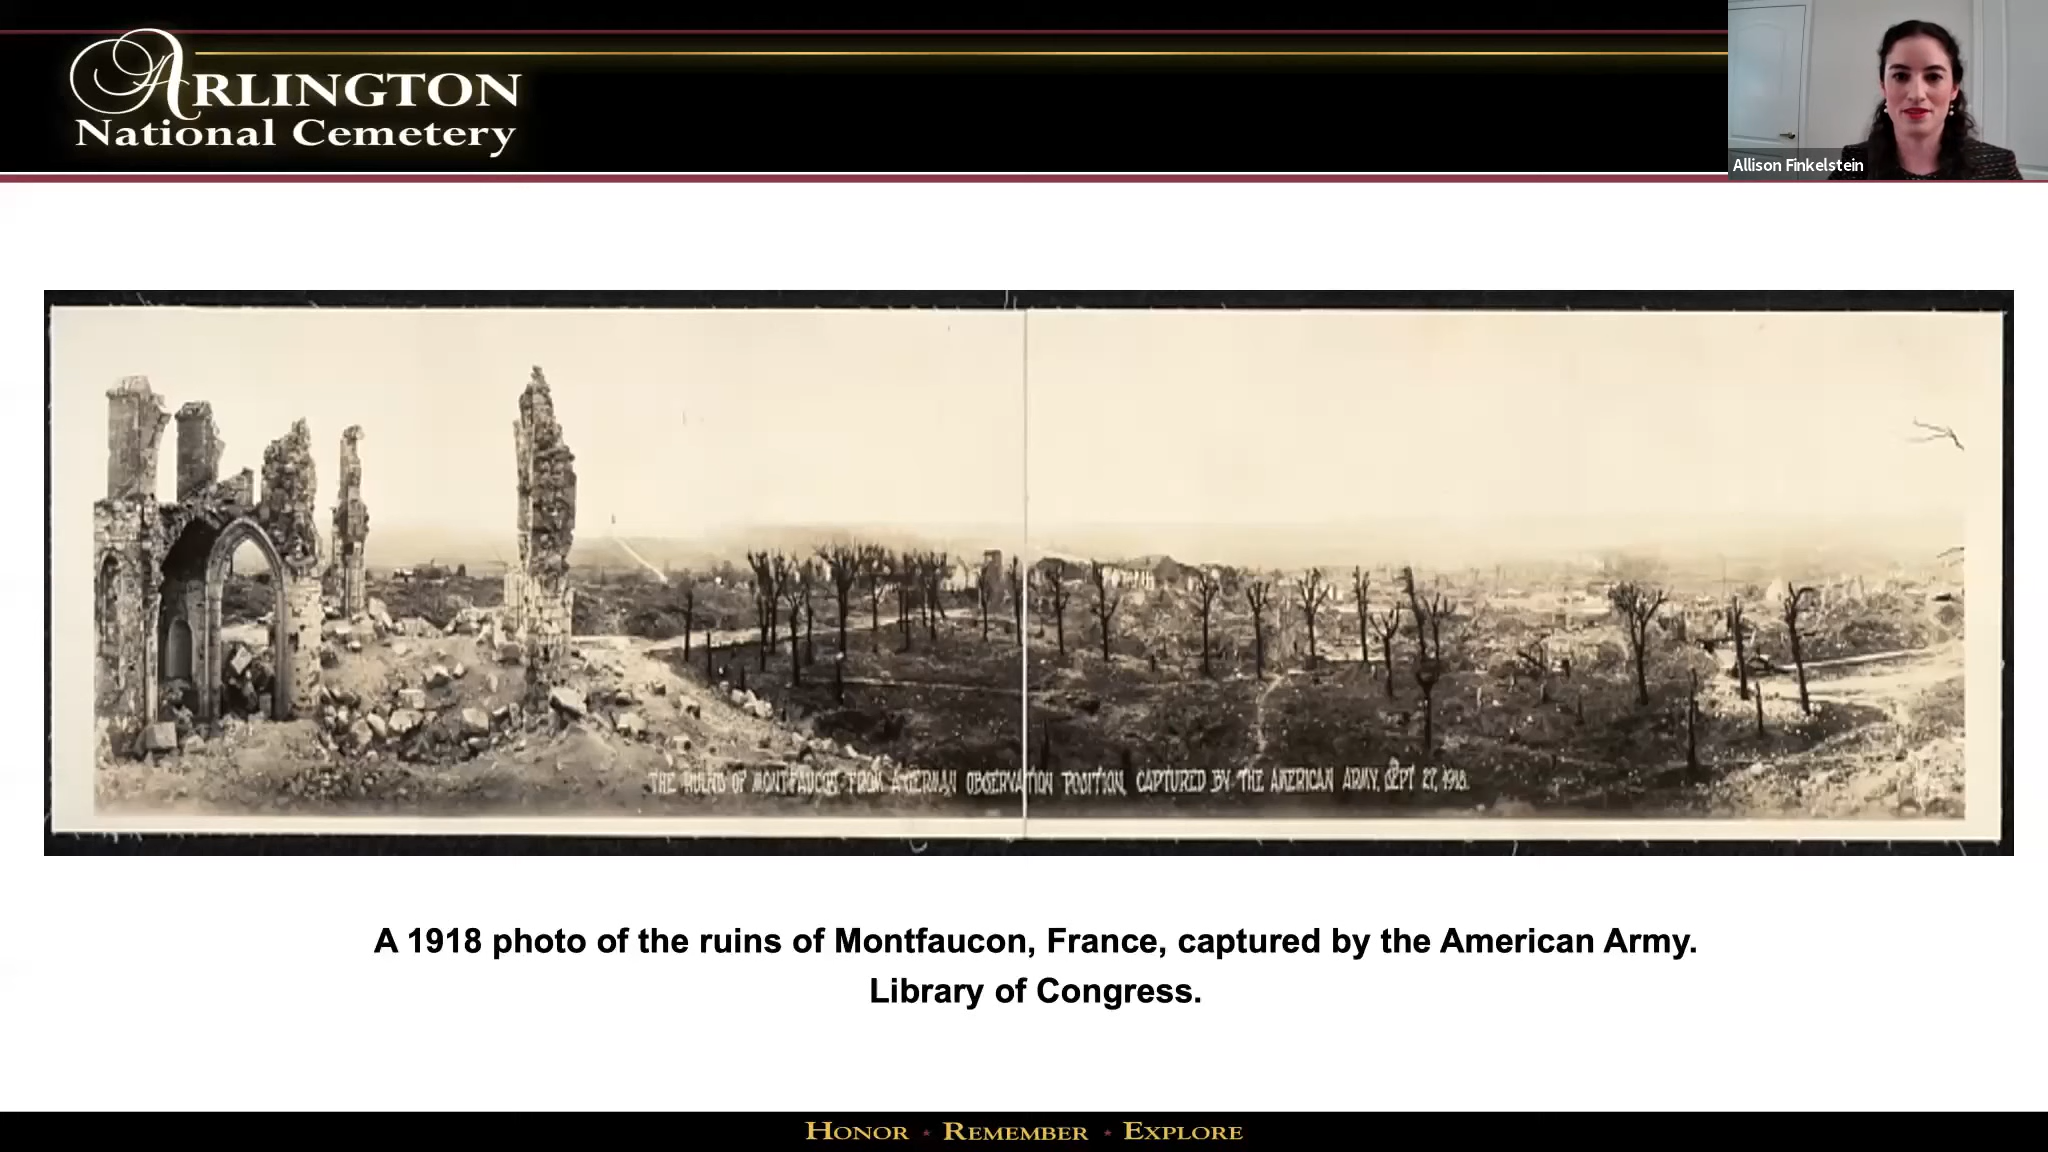 ARLINGTON
National Cemetery
Allison Finkelstein
THE RUINS OF MONTFAUCON FROM A GERMAN OBSERVATION POSITION, CAPTURED BY THE AMERICAN ARMY, SEPT 27, 1918.
A 1918 photo of the ruins of Montfaucon, France, captured by the American Army.
Library of Congress.
HONOR * REMEMBER * EXPLORE